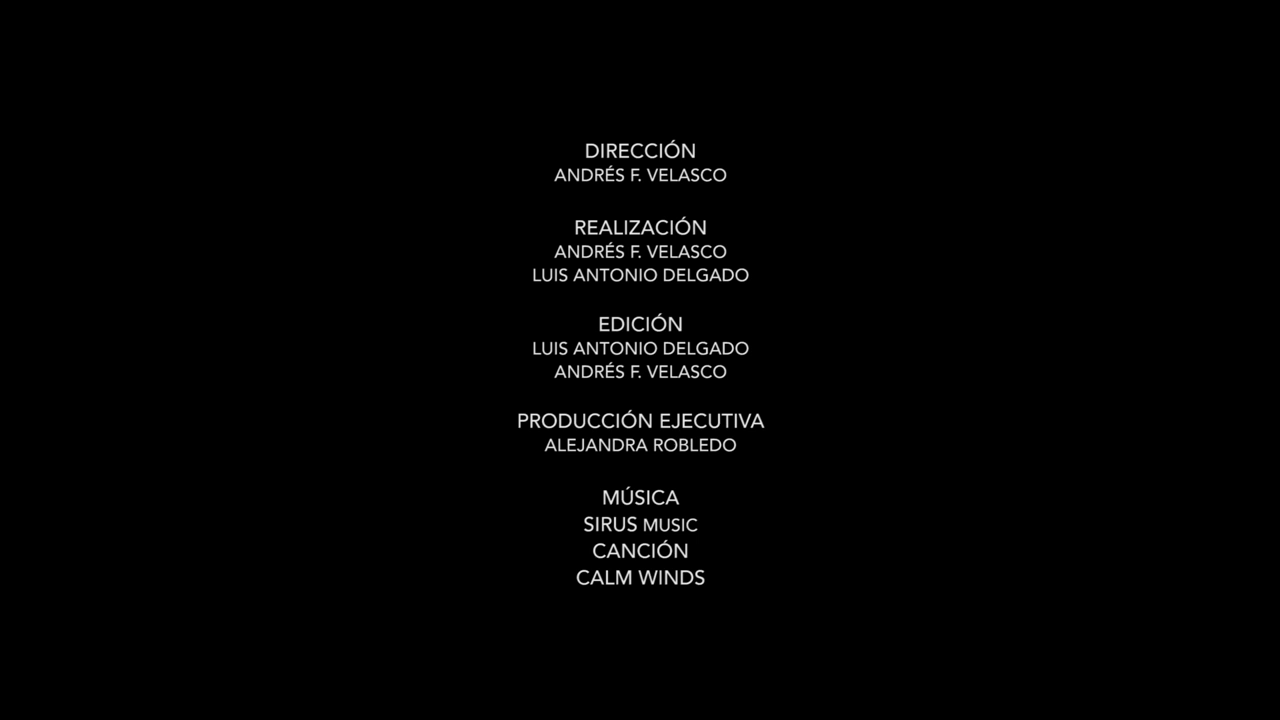 DIRECCIÓN
ANDRÉS F. VELASCO
REALIZACIÓN
ANDRÉS F. VELASCO
LUIS ANTONIO DELGADO
EDICIÓN
LUIS ANTONIO DELGADO
ANDRÉS F. VELASCO
PRODUCCIÓN EJECUTIVA
ALEJANDRA ROBLEDO
MÚSICA
SIRUS MUSIC
CANCIÓN
CALM WINDS